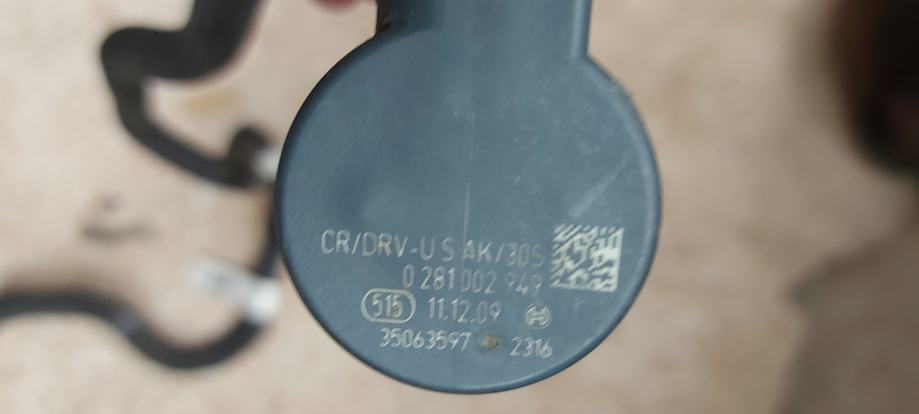 CR/DRV-U S AK/30S
0 281 002 949
515 11.12.09
35063597 2316